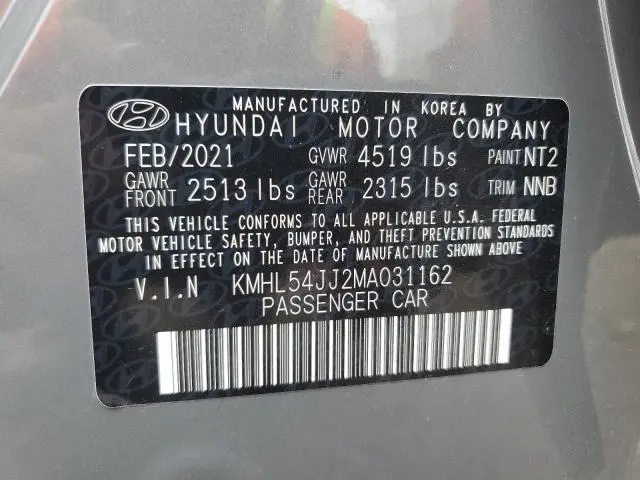 MANUFACTURED IN KOREA BY
HYUNDAI MOTOR COMPANY
FEB/2021 GVWR 4519 lbs PAINT NT2
GAWR FRONT 2513 lbs GAWR REAR 2315 lbs TRIM NNB
THIS VEHICLE CONFORMS TO ALL APPLICABLE U.S.A. FEDERAL
MOTOR VEHICLE SAFETY, BUMPER, AND THEFT PREVENTION STANDARDS
IN EFFECT ON THE DATE OF MANUFACTURE SHOWN ABOVE.
V.I.N KMHL54JJ2MA031162
PASSENGER CAR